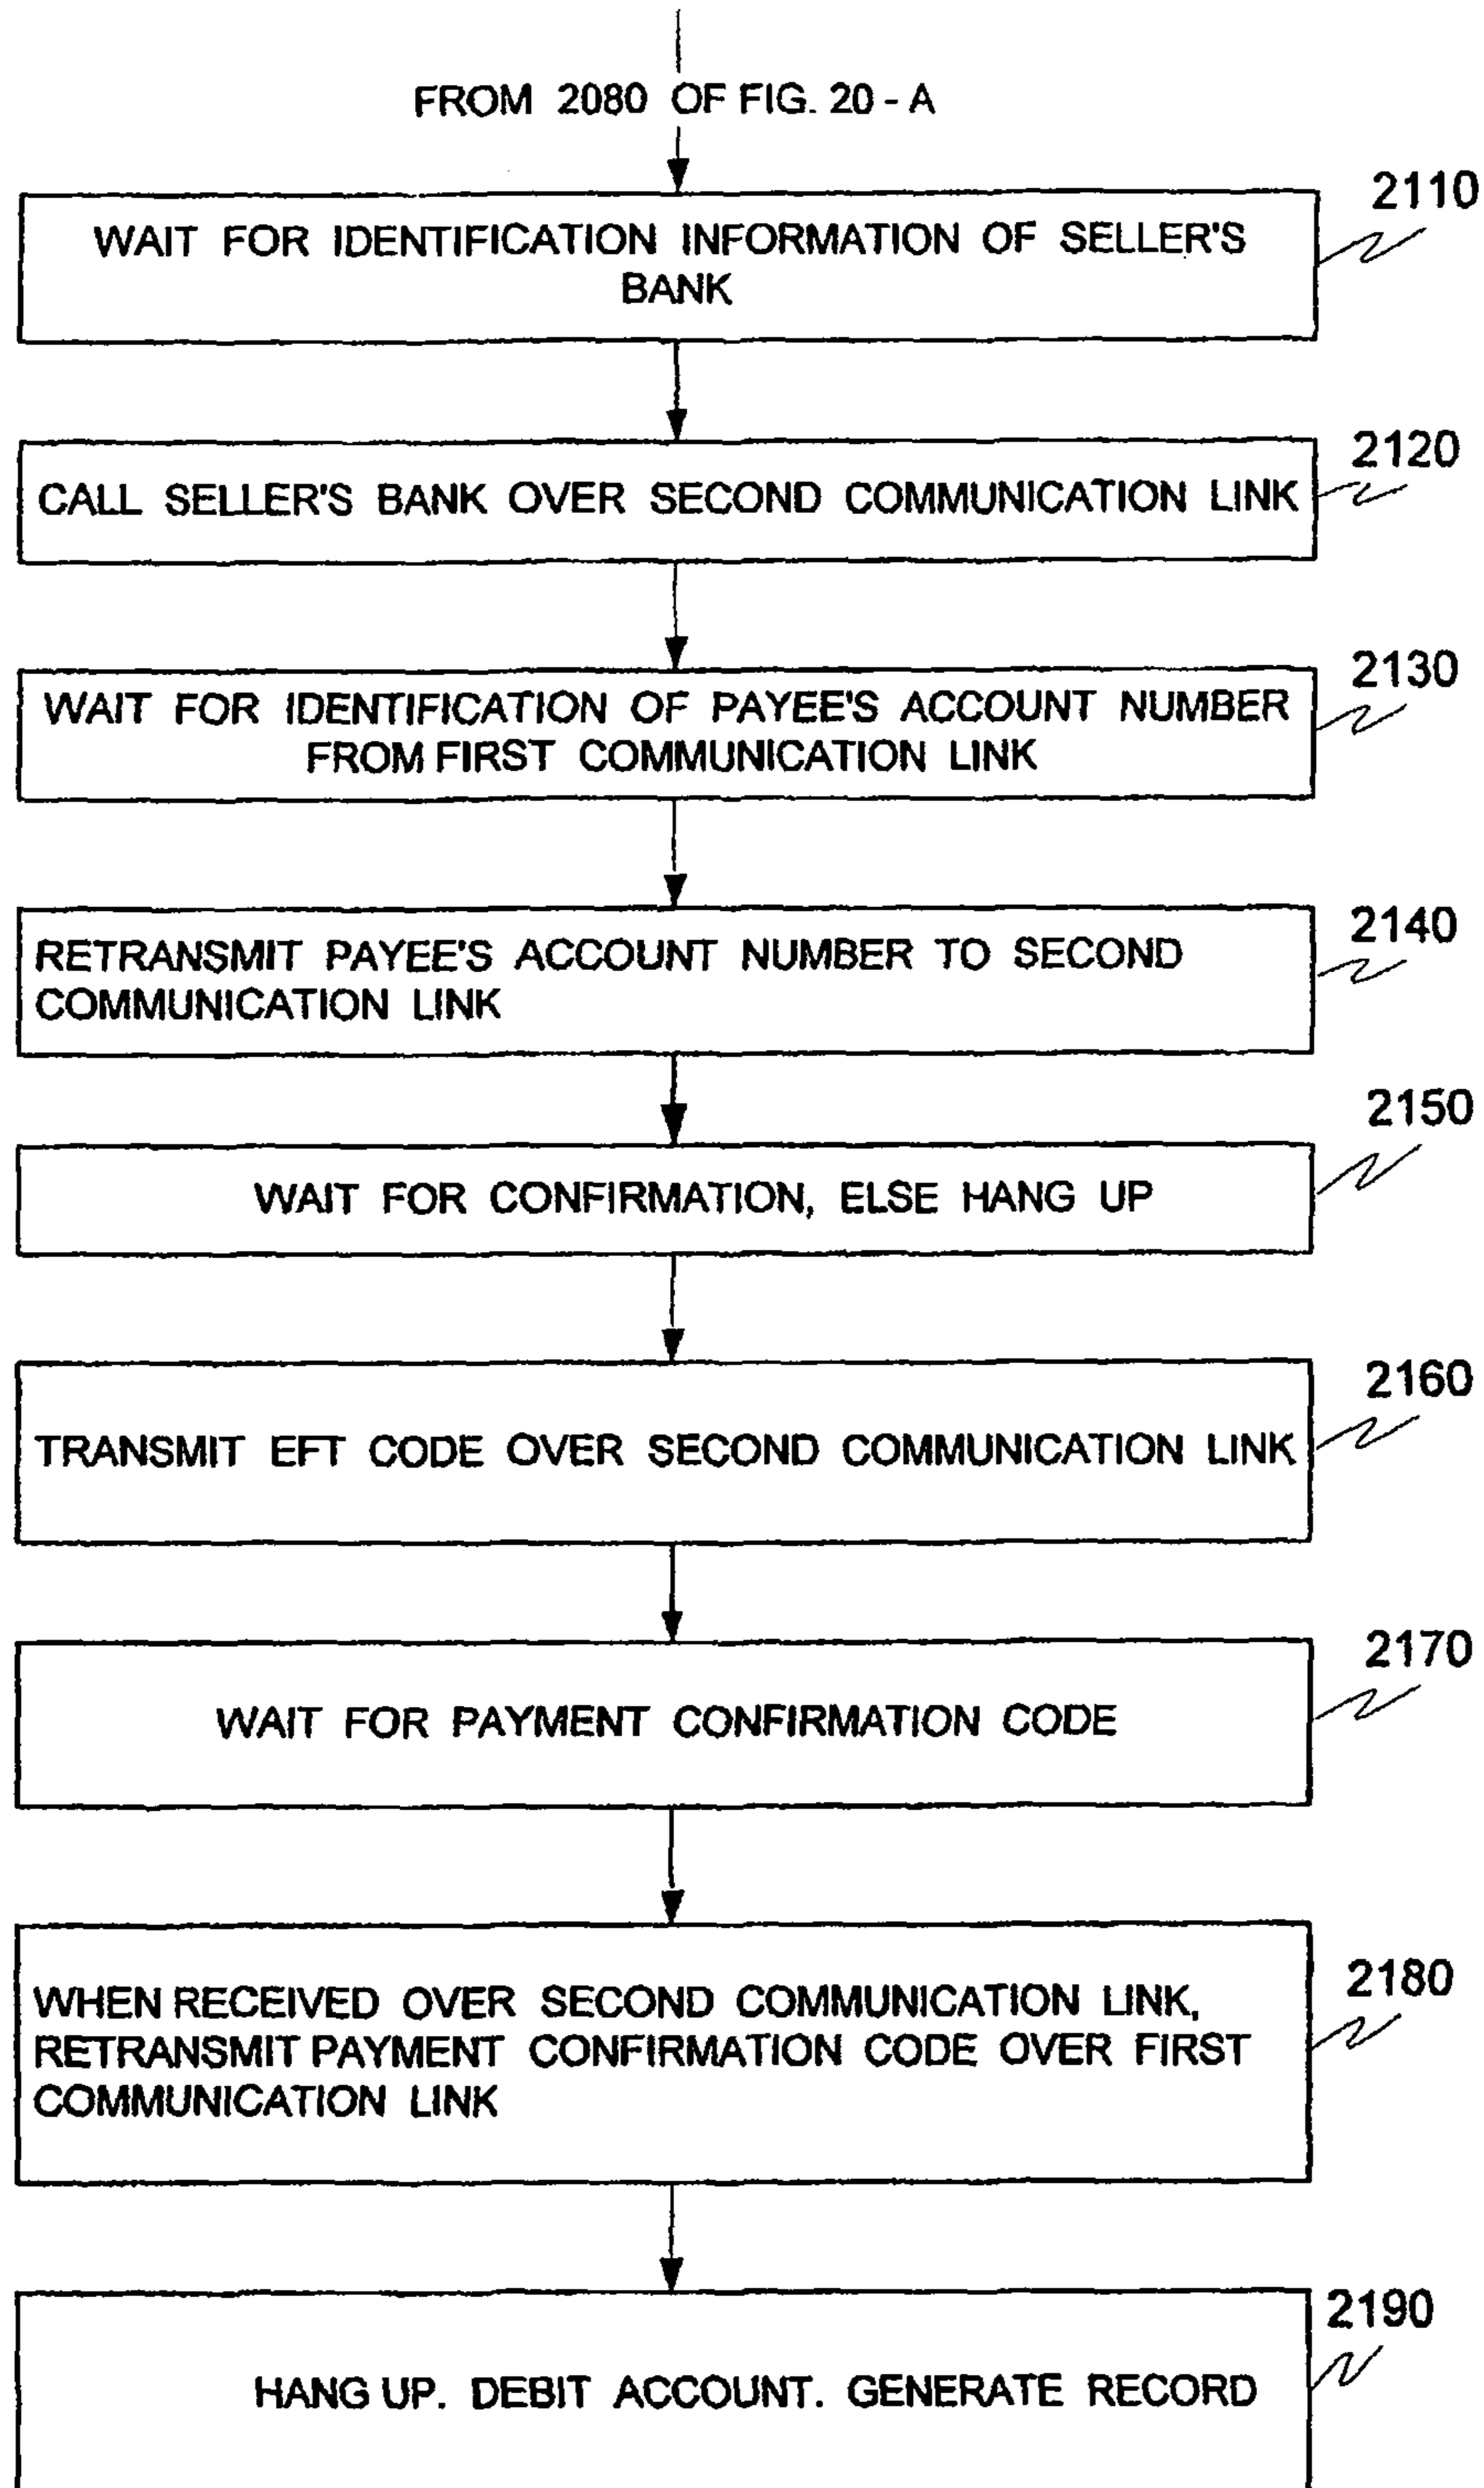 FROM 2080 OF FIG. 20 - A
2110
WAIT FOR IDENTIFICATION INFORMATION OF SELLER'S
BANK
2120
CALL SELLER'S BANK OVER SECOND COMMUNICATION LINK
2130
WAIT FOR IDENTIFICATION OF PAYEE'S ACCOUNT NUMBER
FROM FIRST COMMUNICATION LINK
2140
RETRANSMIT PAYEE'S ACCOUNT NUMBER TO SECOND
COMMUNICATION LINK
2150
WAIT FOR CONFIRMATION, ELSE HANG UP
2160
TRANSMIT EFT CODE OVER SECOND COMMUNICATION LINK
2170
WAIT FOR PAYMENT CONFIRMATION CODE
2180
WHEN RECEIVED OVER SECOND COMMUNICATION LINK,
RETRANSMIT PAYMENT CONFIRMATION CODE OVER FIRST
COMMUNICATION LINK
2190
HANG UP. DEBIT ACCOUNT. GENERATE RECORD